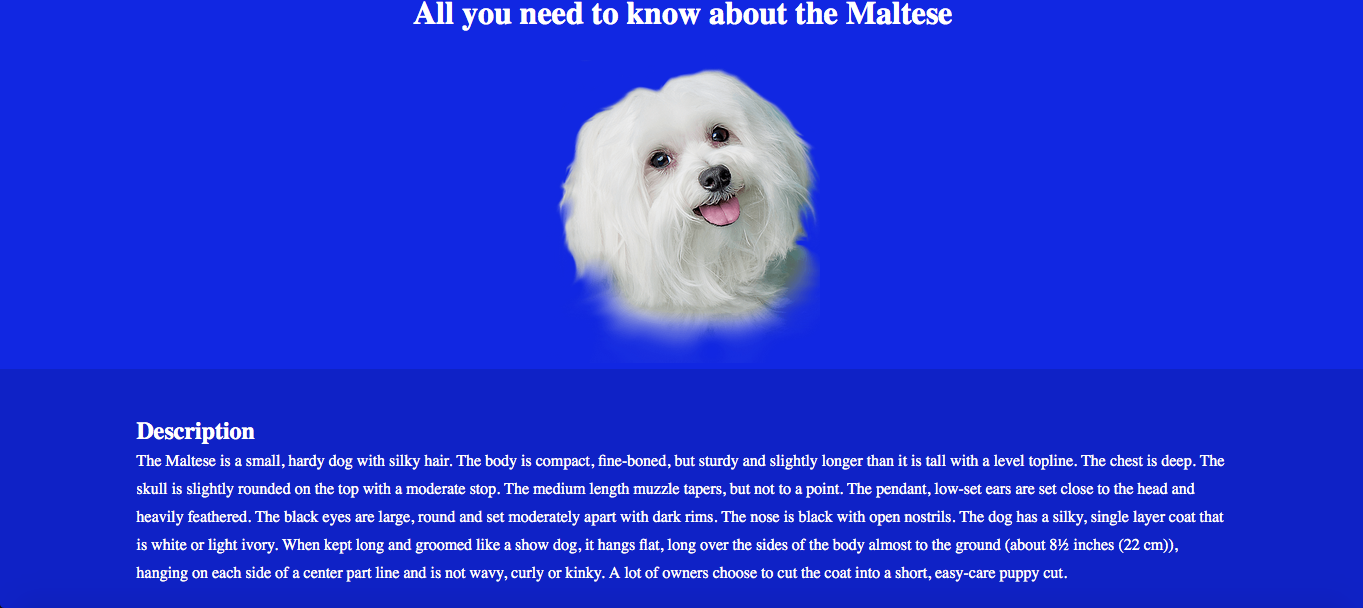 All you need to know about the Maltese
Description
The Maltese is a small, hardy dog with silky hair. The body is compact, fine-boned, but sturdy and slightly longer than it is tall with a level topline. The chest is deep. The
skull is slightly rounded on the top with a moderate stop. The medium length muzzle tapers, but not to a point. The pendant, low-set ears are set close to the head and
heavily feathered. The black eyes are large, round and set moderately apart with dark rims. The nose is black with open nostrils. The dog has a silky, single layer coat that
is white or light ivory. When kept long and groomed like a show dog, it hangs flat, long over the sides of the body almost to the ground (about 8½ inches (22 cm)),
hanging on each side of a center part line and is not wavy, curly or kinky. A lot of owners choose to cut the coat into a short, easy-care puppy cut.